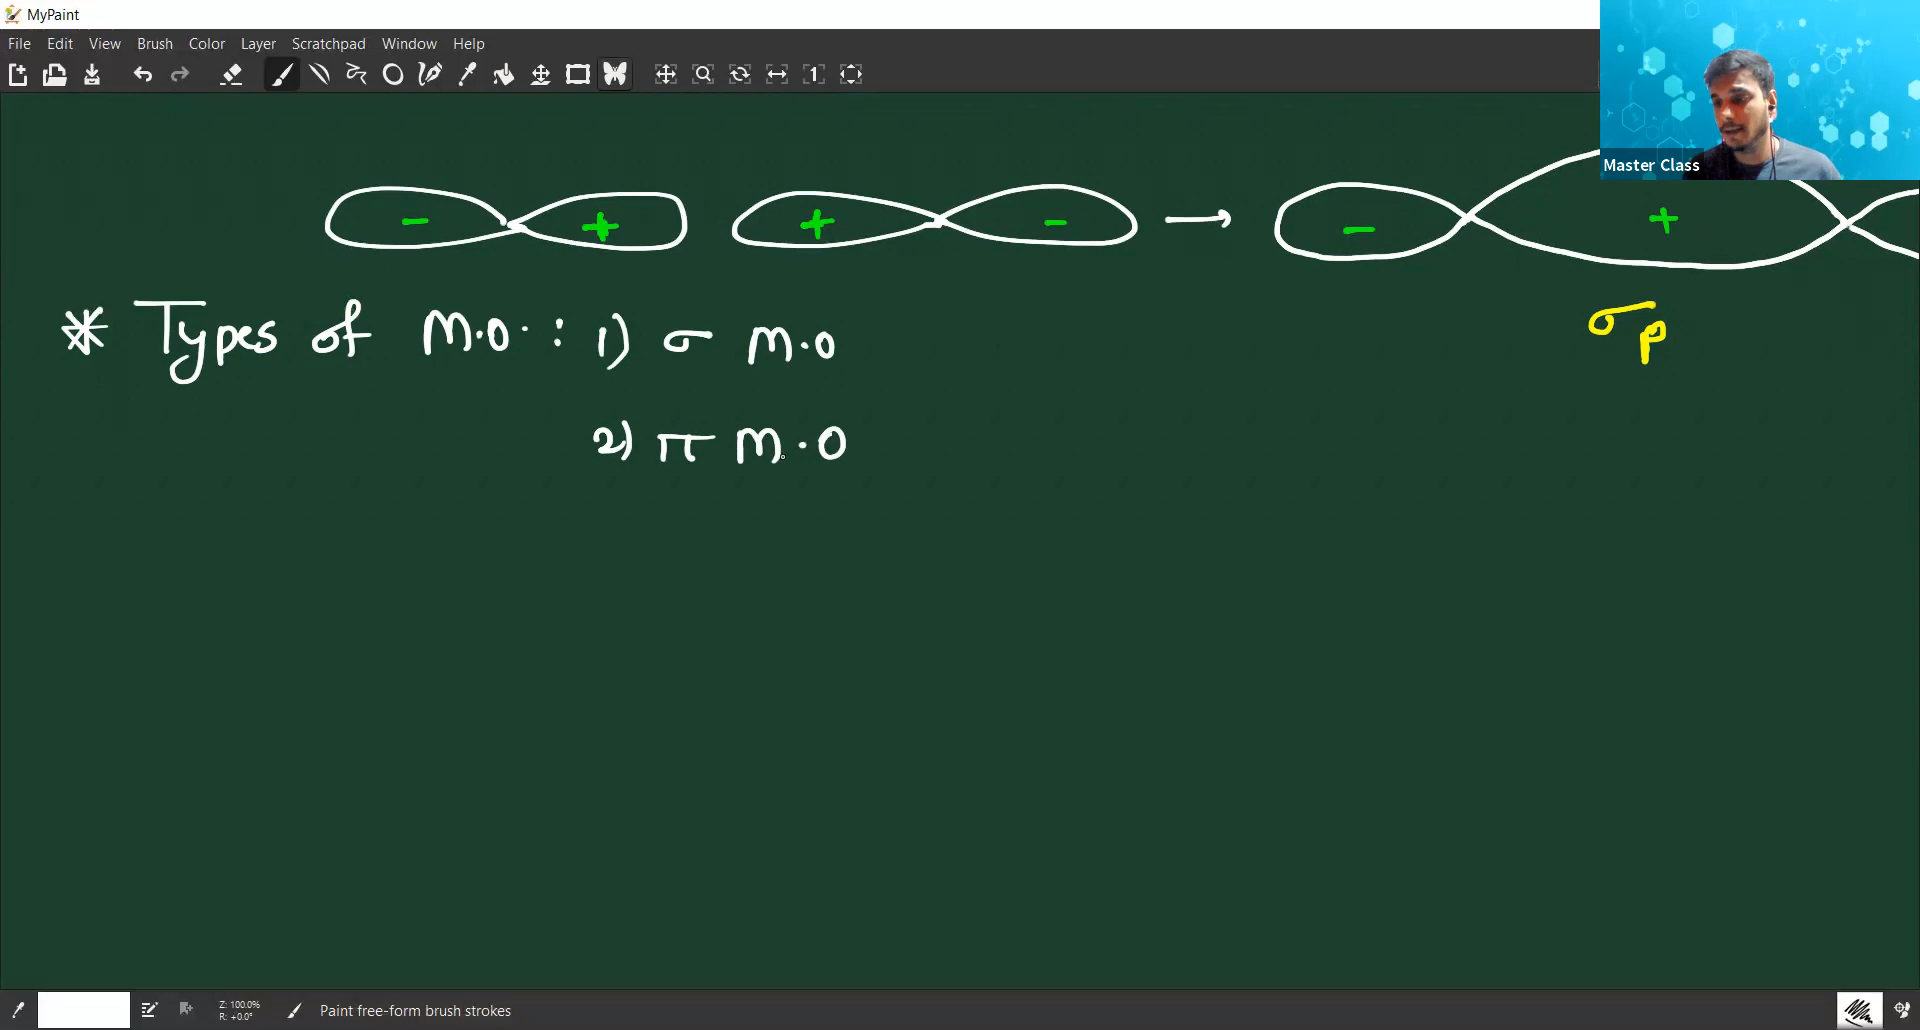 MyPaint
File Edit View Brush Color Layer Scratchpad Window Help
1
Master Class
- + + - → - +
σp
* Types of M.O. : 1) σ M.O
2) π M.O
Z: 100.0%
R: +0.0°
Paint free-form brush strokes